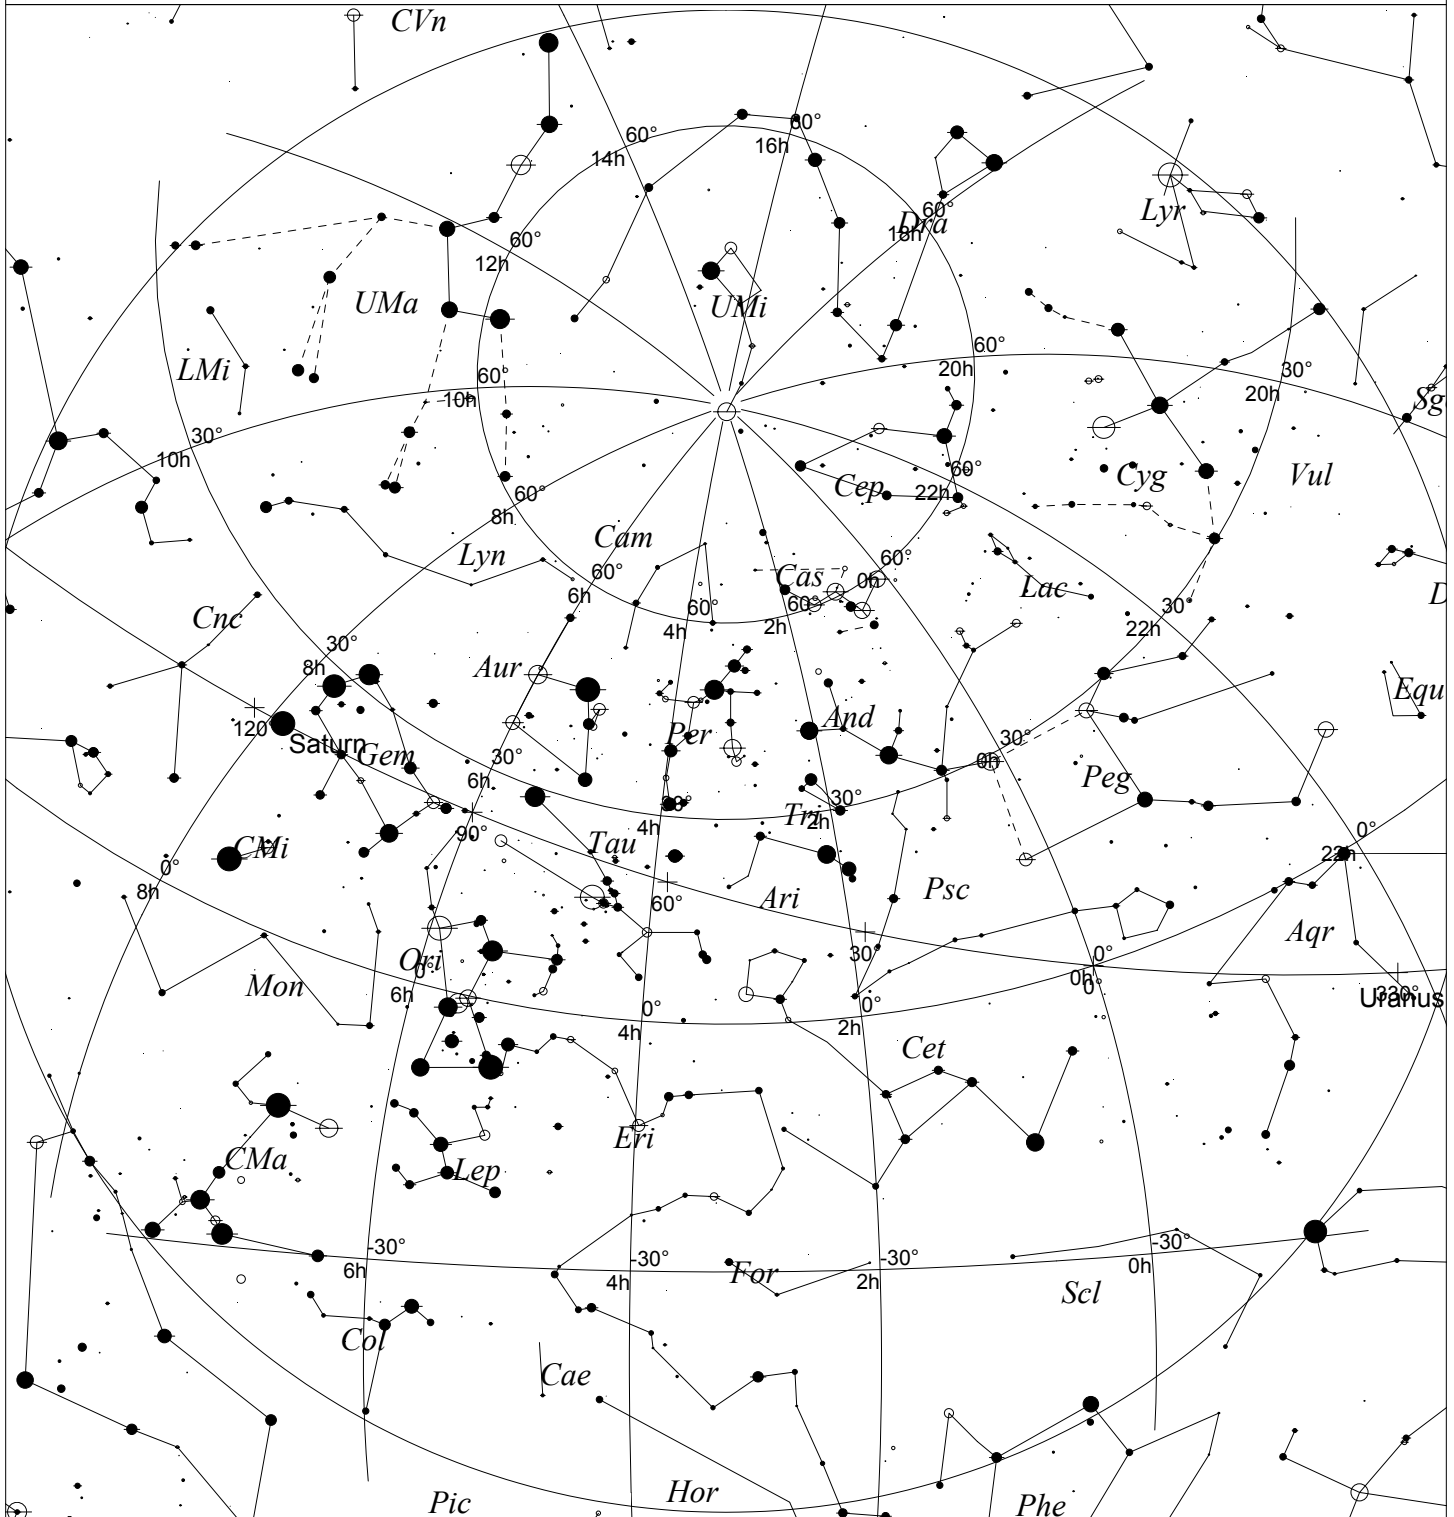 CVn
60°
14h
60°
16h
60°
18h
Dra
Lyr
60°
12h
UMa
UMi
LMi
60°
10h
60°
20h
30°
20h
Sg
30°
10h
60°
8h
Cep
60°
22h
Cyg
Vul
Cam
Lyn
60°
6h
Cas
60°
0h
Lac
D
Cnc
60°
4h
60°
2h
30°
22h
30°
8h
Aur
Equ
120
Saturn
Gem
Per
And
30°
0h
Peg
30°
6h
30°
4h
Tri
30°
2h
90°
CMi
Tau
0°
22h
0°
8h
60°
Ari
Psc
Aqr
Ori
0°
6h
30°
0°
0h
0°
Mon
0°
4h
0°
2h
330°
Uranus
Cet
Eri
CMa
Lep
-30°
6h
-30°
4h
For
-30°
2h
-30°
0h
Scl
Col
Cae
Pic
Hor
Phe